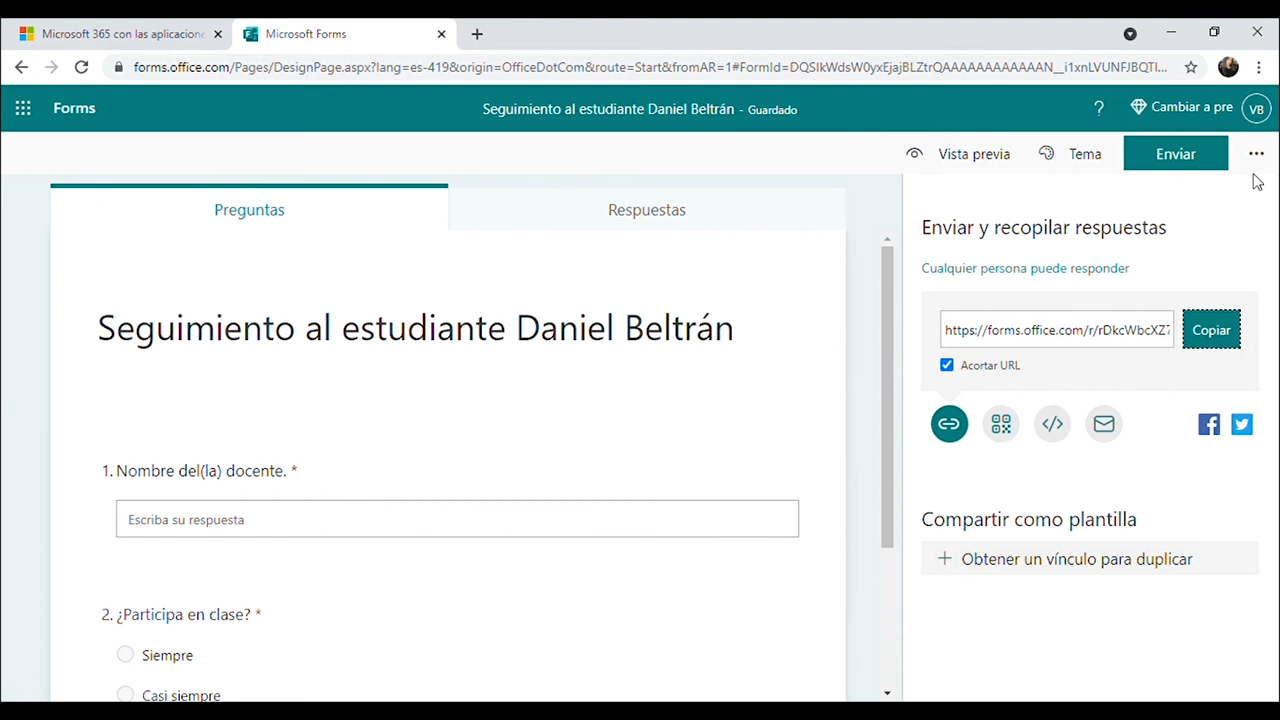 Microsoft 365 con las aplicacione
Microsoft Forms
forms.office.com/Pages/DesignPage.aspx?lang=es-419&origin=OfficeDotCom&route=Start&fromAR=1#FormId=DQSIkWdsW0yxEjajBLZtrQAAAAAAAAAAAAN__i1xnLVUNFJBQTI...
Forms
Seguimiento al estudiante Daniel Beltrán - Guardado
? Cambiar a pre VB
Vista previa Tema Enviar ...
Preguntas Respuestas
Enviar y recopilar respuestas
Cualquier persona puede responder
Seguimiento al estudiante Daniel Beltrán
https://forms.office.com/r/rDkcWbcXZ7 Copiar
Acortar URL
1. Nombre del(la) docente. *
Escriba su respuesta
Compartir como plantilla
+ Obtener un vínculo para duplicar
2. ¿Participa en clase? *
Siempre
Casi siempre